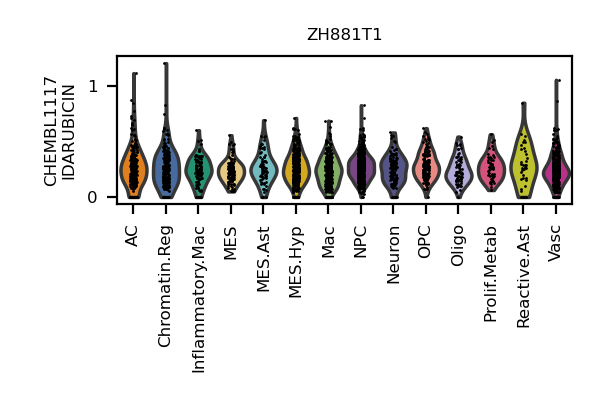 ZH881T1
CHEMBL1117
IDARUBICIN
1
0
AC
Chromatin.Reg
Inflammatory.Mac
MES
MES.Ast
MES.Hyp
Mac
NPC
Neuron
OPC
Oligo
Prolif.Metab
Reactive.Ast
Vasc